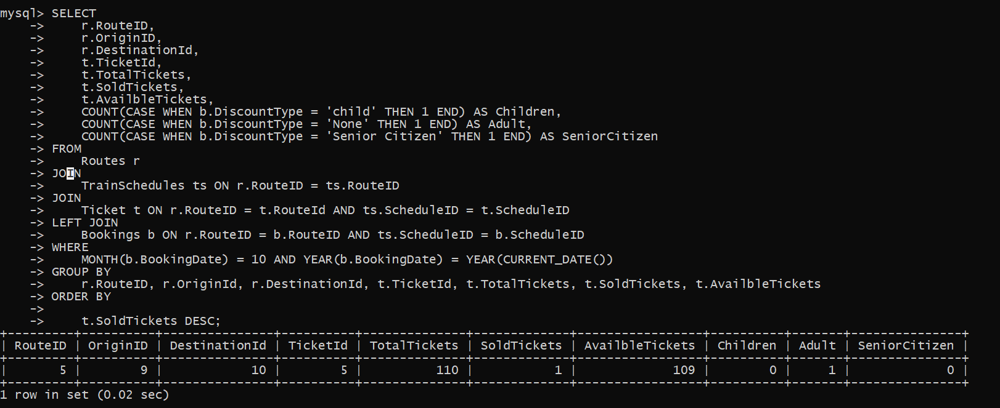 mysql> SELECT
    ->     r.RouteID,
    ->     r.OriginID,
    ->     r.DestinationId,
    ->     t.TicketId,
    ->     t.TotalTickets,
    ->     t.SoldTickets,
    ->     t.AvailbleTickets,
    ->     COUNT(CASE WHEN b.DiscountType = 'child' THEN 1 END) AS Children,
    ->     COUNT(CASE WHEN b.DiscountType = 'None' THEN 1 END) AS Adult,
    ->     COUNT(CASE WHEN b.DiscountType = 'Senior Citizen' THEN 1 END) AS SeniorCitizen
    -> FROM
    ->     Routes r
    -> JOIN
    ->     TrainSchedules ts ON r.RouteID = ts.RouteID
    -> JOIN
    ->     Ticket t ON r.RouteID = t.RouteId AND ts.ScheduleID = t.ScheduleID
    -> LEFT JOIN
    ->     Bookings b ON r.RouteID = b.RouteID AND ts.ScheduleID = b.ScheduleID
    -> WHERE
    ->     MONTH(b.BookingDate) = 10 AND YEAR(b.BookingDate) = YEAR(CURRENT_DATE())
    -> GROUP BY
    ->     r.RouteID, r.OriginId, r.DestinationId, t.TicketId, t.TotalTickets, t.SoldTickets, t.AvailbleTickets
    -> ORDER BY
    ->
    ->     t.SoldTickets DESC;
+---------+----------+---------------+----------+--------------+-------------+-----------------+----------+-------+---------------+
| RouteID | OriginID | DestinationId | TicketId | TotalTickets | SoldTickets | AvailbleTickets | Children | Adult | SeniorCitizen |
+---------+----------+---------------+----------+--------------+-------------+-----------------+----------+-------+---------------+
|       5 |        9 |            10 |        5 |          110 |           1 |             109 |        0 |     1 |             0 |
+---------+----------+---------------+----------+--------------+-------------+-----------------+----------+-------+---------------+
1 row in set (0.02 sec)